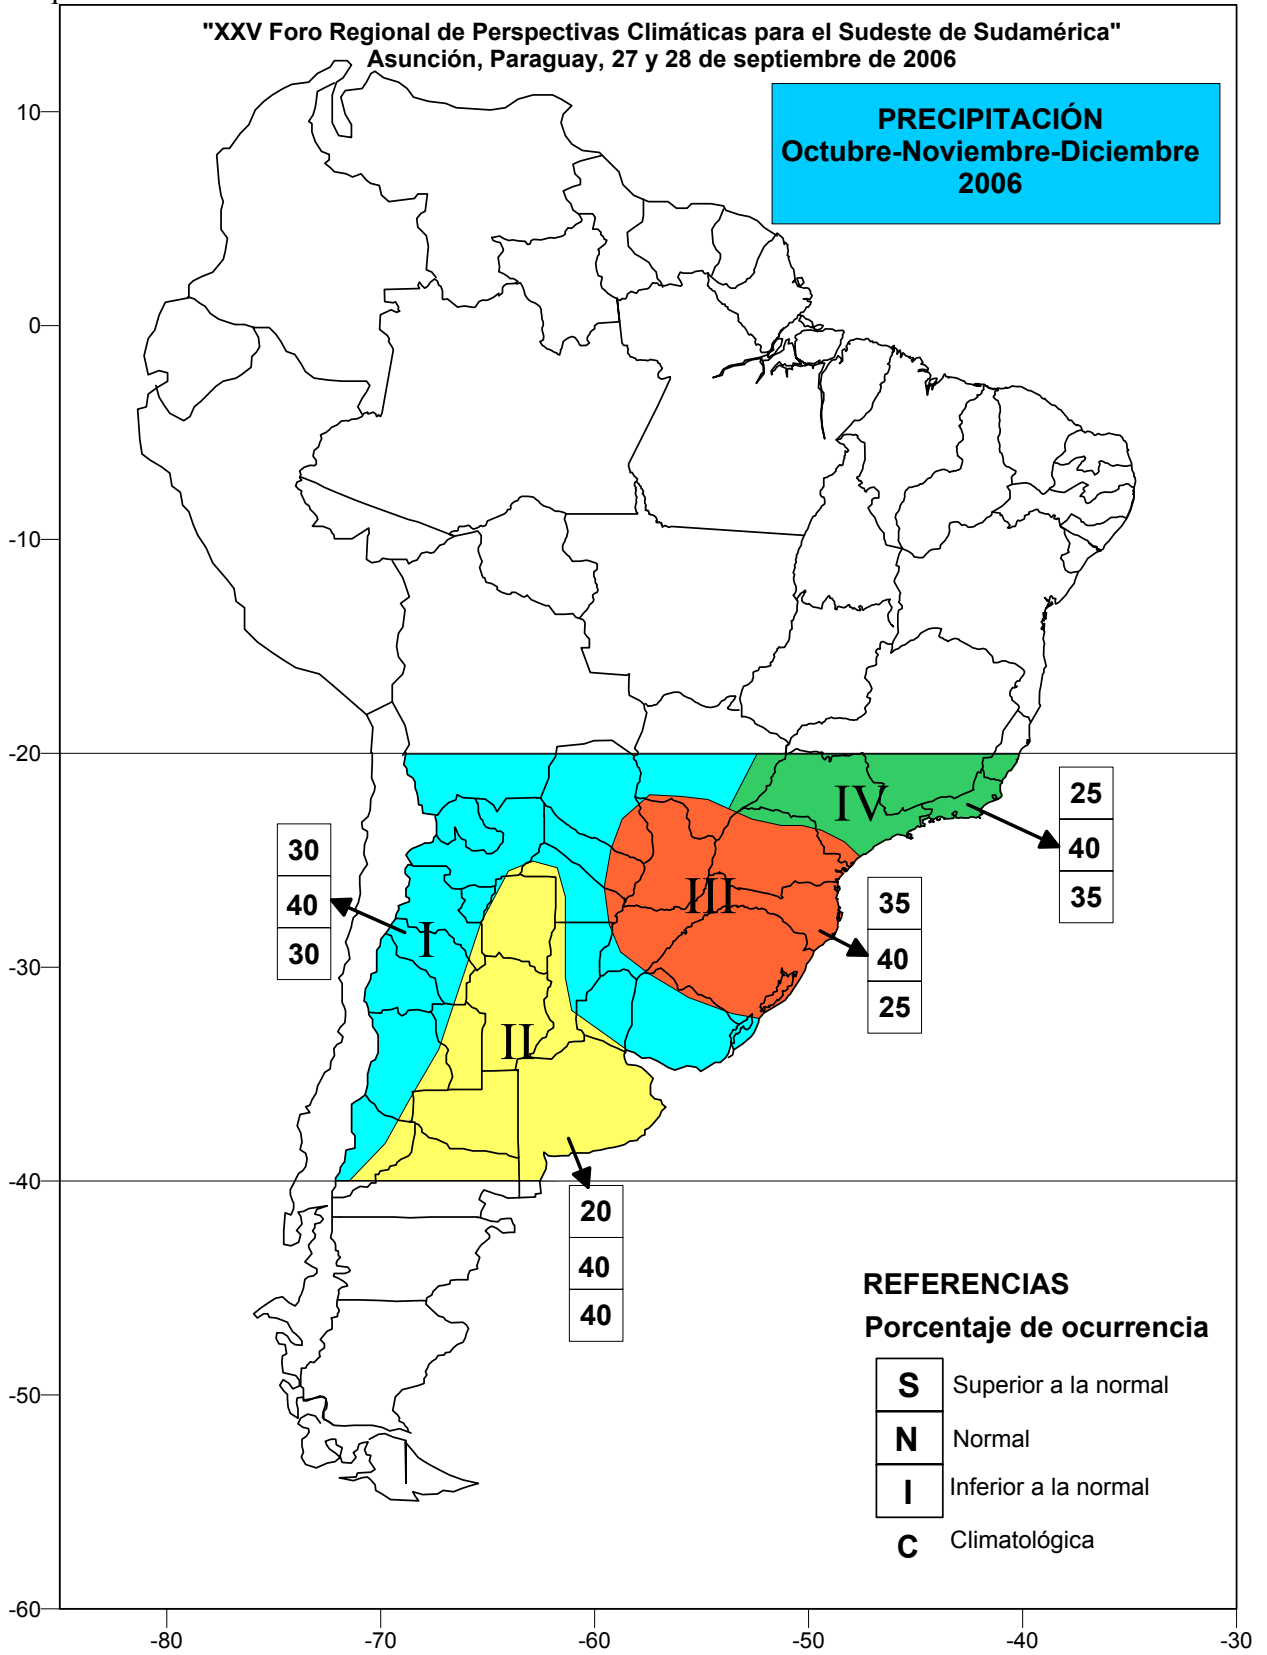 "XXV Foro Regional de Perspectivas Climáticas para el Sudeste de Sudamérica"
Asunción, Paraguay, 27 y 28 de septiembre de 2006
PRECIPITACIÓN
Octubre-Noviembre-Diciembre
2006
10
0
-10
-20
-30
-40
-50
-60
-80
-70
-60
-50
-40
-30
I
30
40
30
II
20
40
40
III
35
40
25
IV
25
40
35
REFERENCIAS
Porcentaje de ocurrencia
S Superior a la normal
N Normal
I Inferior a la normal
C Climatológica